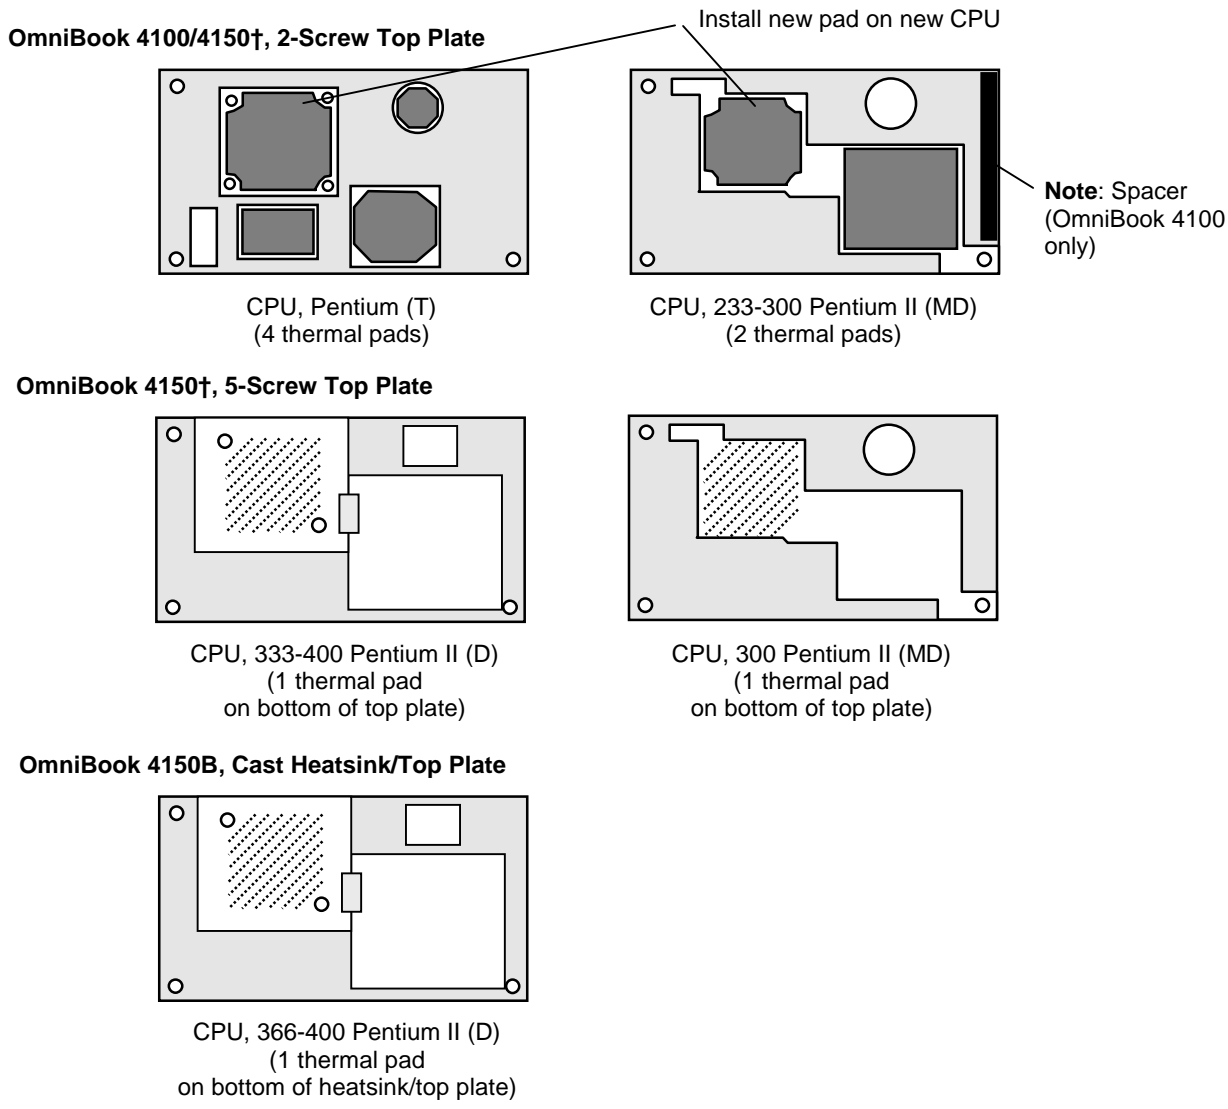 Install new pad on new CPU
OmniBook 4100/4150†, 2-Screw Top Plate
Note: Spacer
(OmniBook 4100
only)
CPU, Pentium (T)
(4 thermal pads)
CPU, 233-300 Pentium II (MD)
(2 thermal pads)
OmniBook 4150†, 5-Screw Top Plate
CPU, 333-400 Pentium II (D)
(1 thermal pad
on bottom of top plate)
CPU, 300 Pentium II (MD)
(1 thermal pad
on bottom of top plate)
OmniBook 4150B, Cast Heatsink/Top Plate
CPU, 366-400 Pentium II (D)
(1 thermal pad
on bottom of heatsink/top plate)